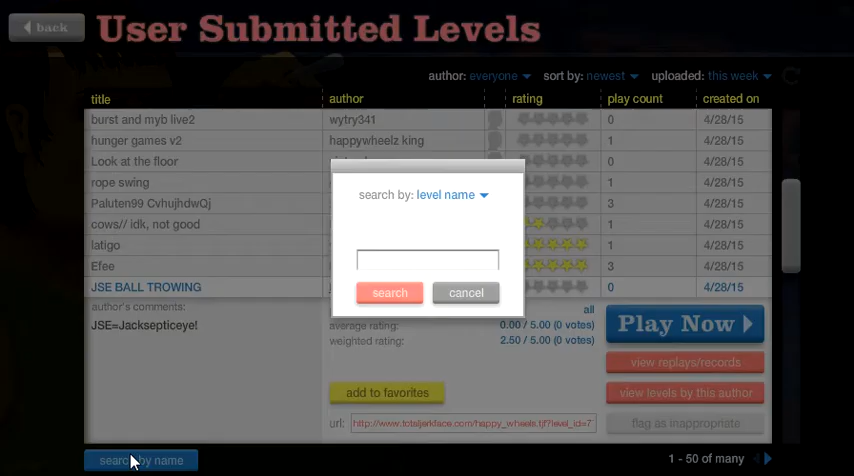 back
User Submitted Levels
author: everyone sort by: newest uploaded: this week
title author rating play count created on
burst and myb live2 wytry341 0 4/28/15
hunger games v2 happywheelz king 1 4/28/15
Look at the floor 0 4/28/15
rope swing 1 4/28/15
Paluten99 CvhujhdwQj 3 4/28/15
cows// idk, not good 1 4/28/15
latigo 1 4/28/15
Efee 3 4/28/15
JSE BALL TROWING 0 4/28/15
search by: level name
search cancel
author's comments:
JSE=Jacksepticeye!
all
average rating: 0.00 / 5.00 (0 votes)
weighted rating: 2.50 / 5.00 (0 votes)
Play Now
view replays/records
add to favorites
view levels by this author
url: http://www.totaljerkface.com/happy_wheels.tjf?level_id=7
flag as inappropriate
search by name
1 - 50 of many